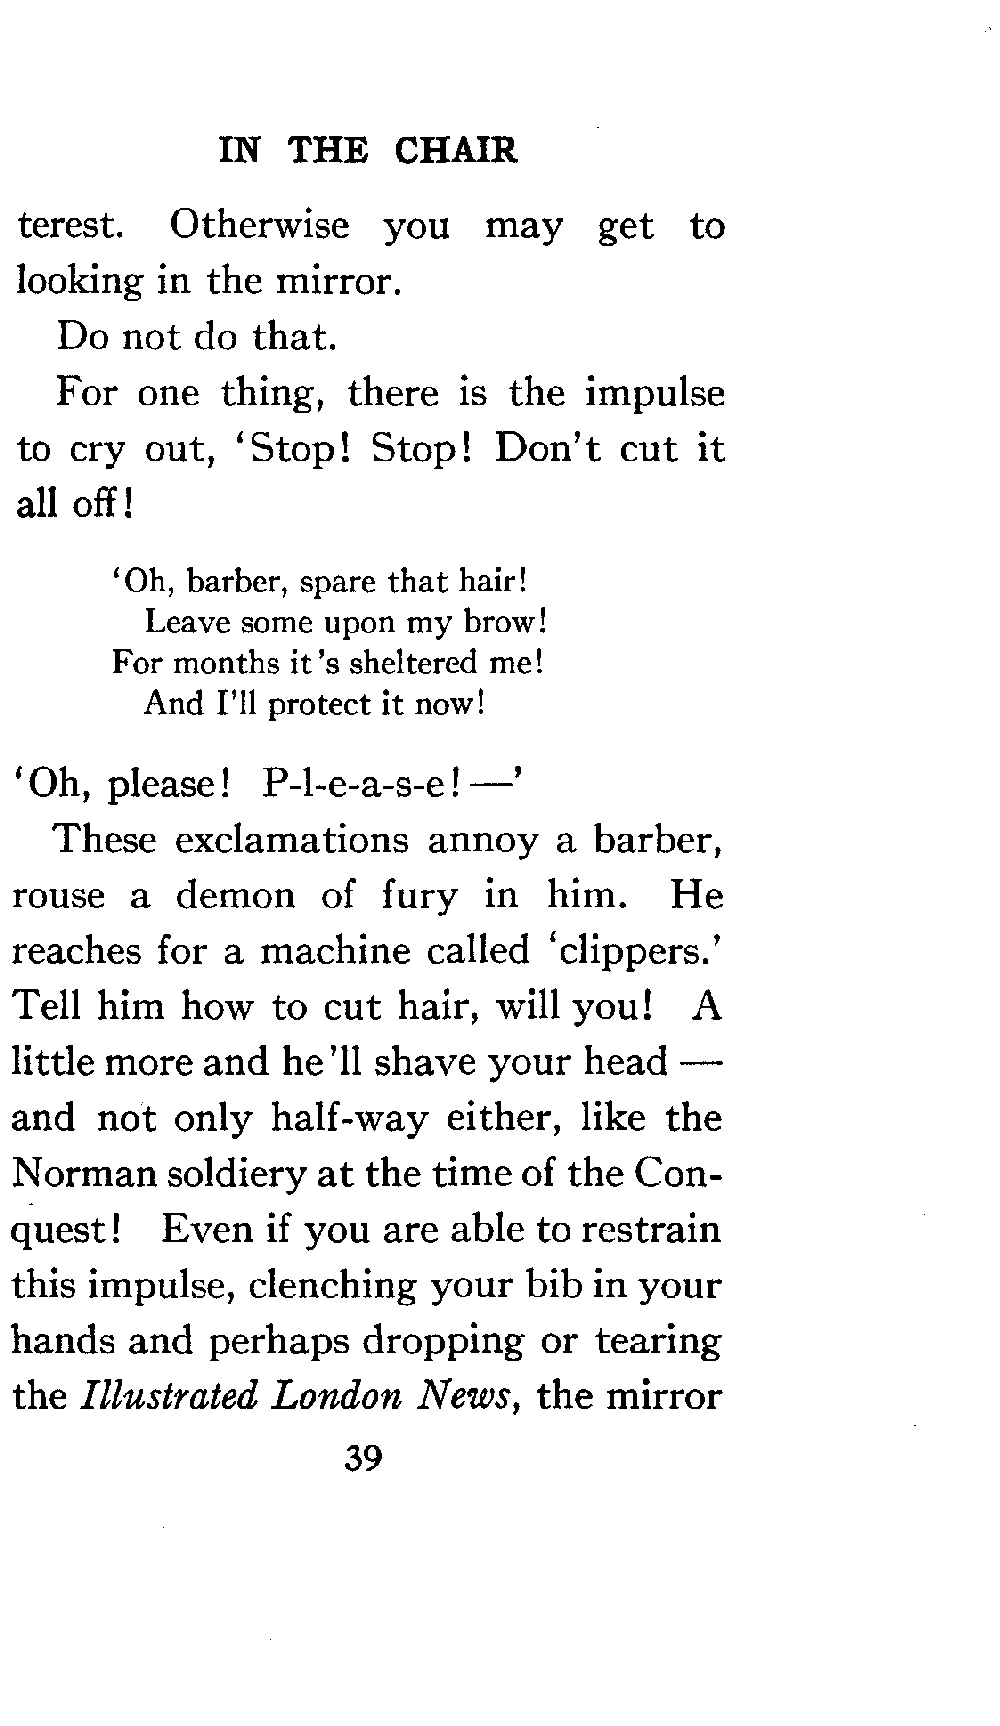 IN THE CHAIR
terest. Otherwise you may get to
looking in the mirror.
Do not do that.
For one thing, there is the impulse
to cry out, ‘Stop! Stop! Don't cut it
all off!
‘Oh, barber, spare that hair!
Leave some upon my brow!
For months it's sheltered me!
And I'll protect it now!
‘Oh, please! P-l-e-a-s-e! —’
These exclamations annoy a barber,
rouse a demon of fury in him. He
reaches for a machine called ‘clippers.’
Tell him how to cut hair, will you! A
little more and he'll shave your head —
and not only half-way either, like the
Norman soldiery at the time of the Con-
quest! Even if you are able to restrain
this impulse, clenching your bib in your
hands and perhaps dropping or tearing
the Illustrated London News, the mirror
39